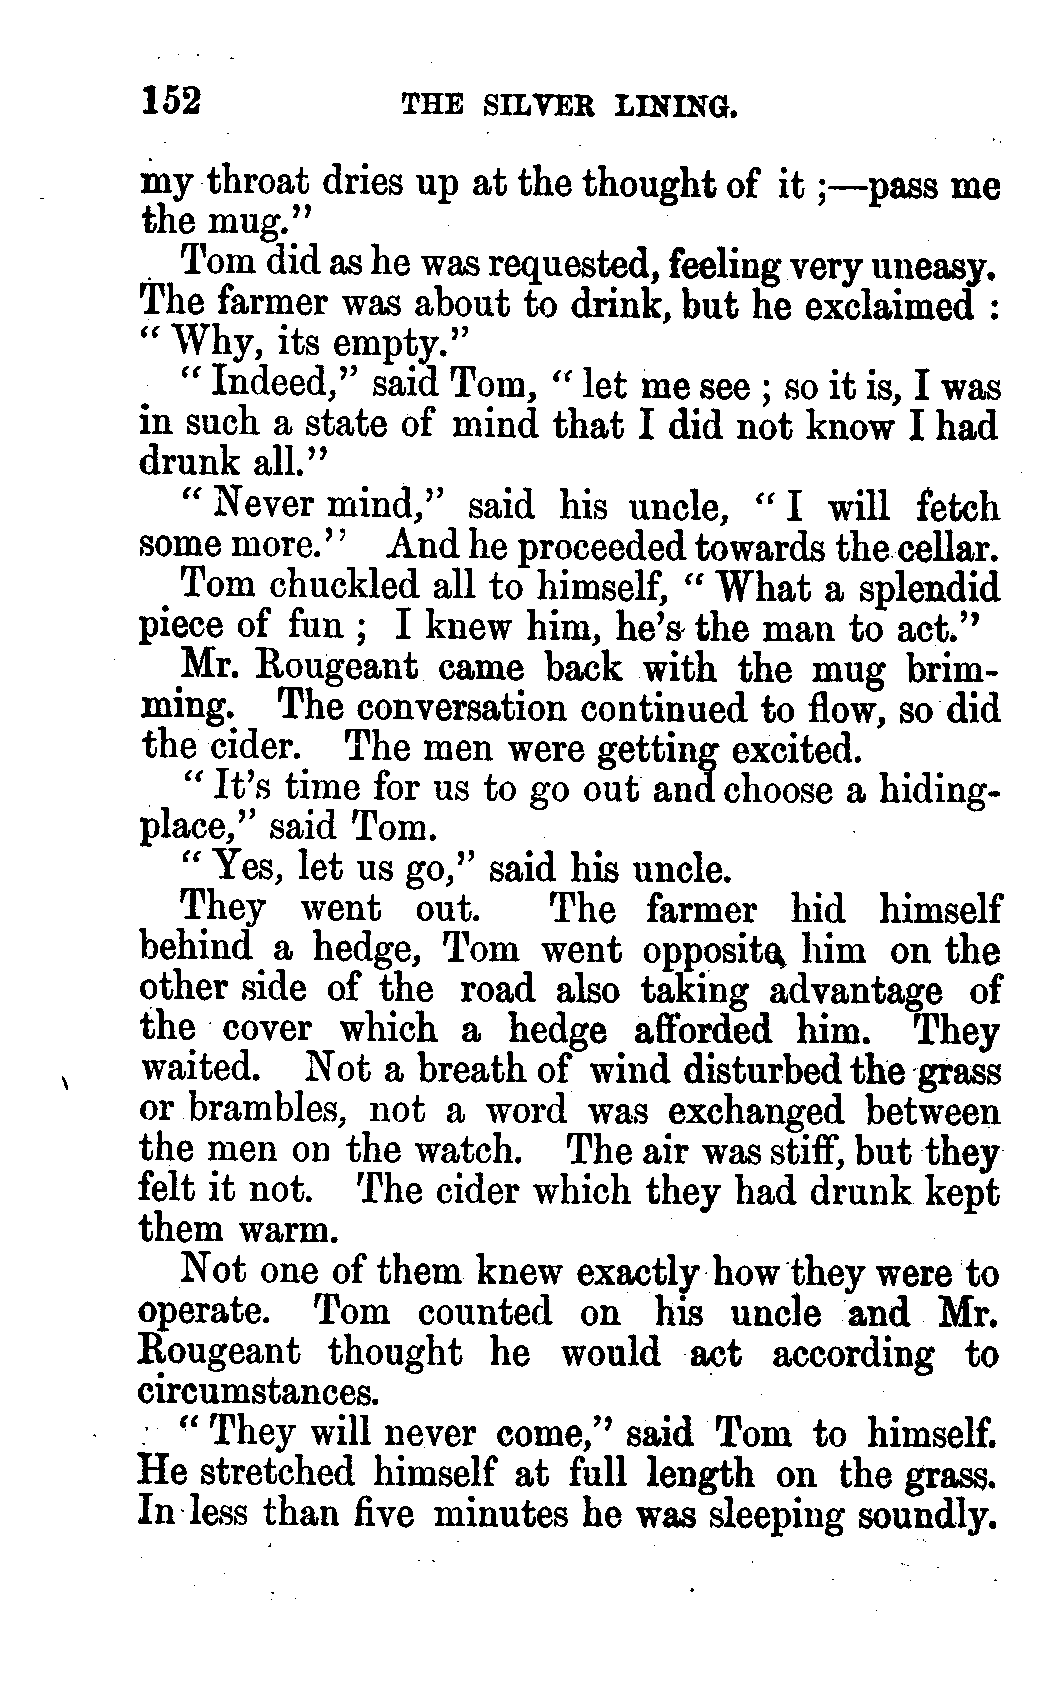 152 THE SILVER LINING.
my throat dries up at the thought of it ;—pass me
the mug."
Tom did as he was requested, feeling very uneasy.
The farmer was about to drink, but he exclaimed :
" Why, its empty."
" Indeed," said Tom, " let me see ; so it is, I was
in such a state of mind that I did not know I had
drunk all."
" Never mind," said his uncle, " I will fetch
some more." And he proceeded towards the cellar.
Tom chuckled all to himself, " What a splendid
piece of fun ; I knew him, he's the man to act."
Mr. Rougeant came back with the mug brim-
ming. The conversation continued to flow, so did
the cider. The men were getting excited.
" It's time for us to go out and choose a hiding-
place," said Tom.
" Yes, let us go," said his uncle.
They went out. The farmer hid himself
behind a hedge, Tom went opposite him on the
other side of the road also taking advantage of
the cover which a hedge afforded him. They
waited. Not a breath of wind disturbed the grass
or brambles, not a word was exchanged between
the men on the watch. The air was stiff, but they
felt it not. The cider which they had drunk kept
them warm.
Not one of them knew exactly how they were to
operate. Tom counted on his uncle and Mr.
Rougeant thought he would act according to
circumstances.
" They will never come," said Tom to himself.
He stretched himself at full length on the grass.
In less than five minutes he was sleeping soundly.